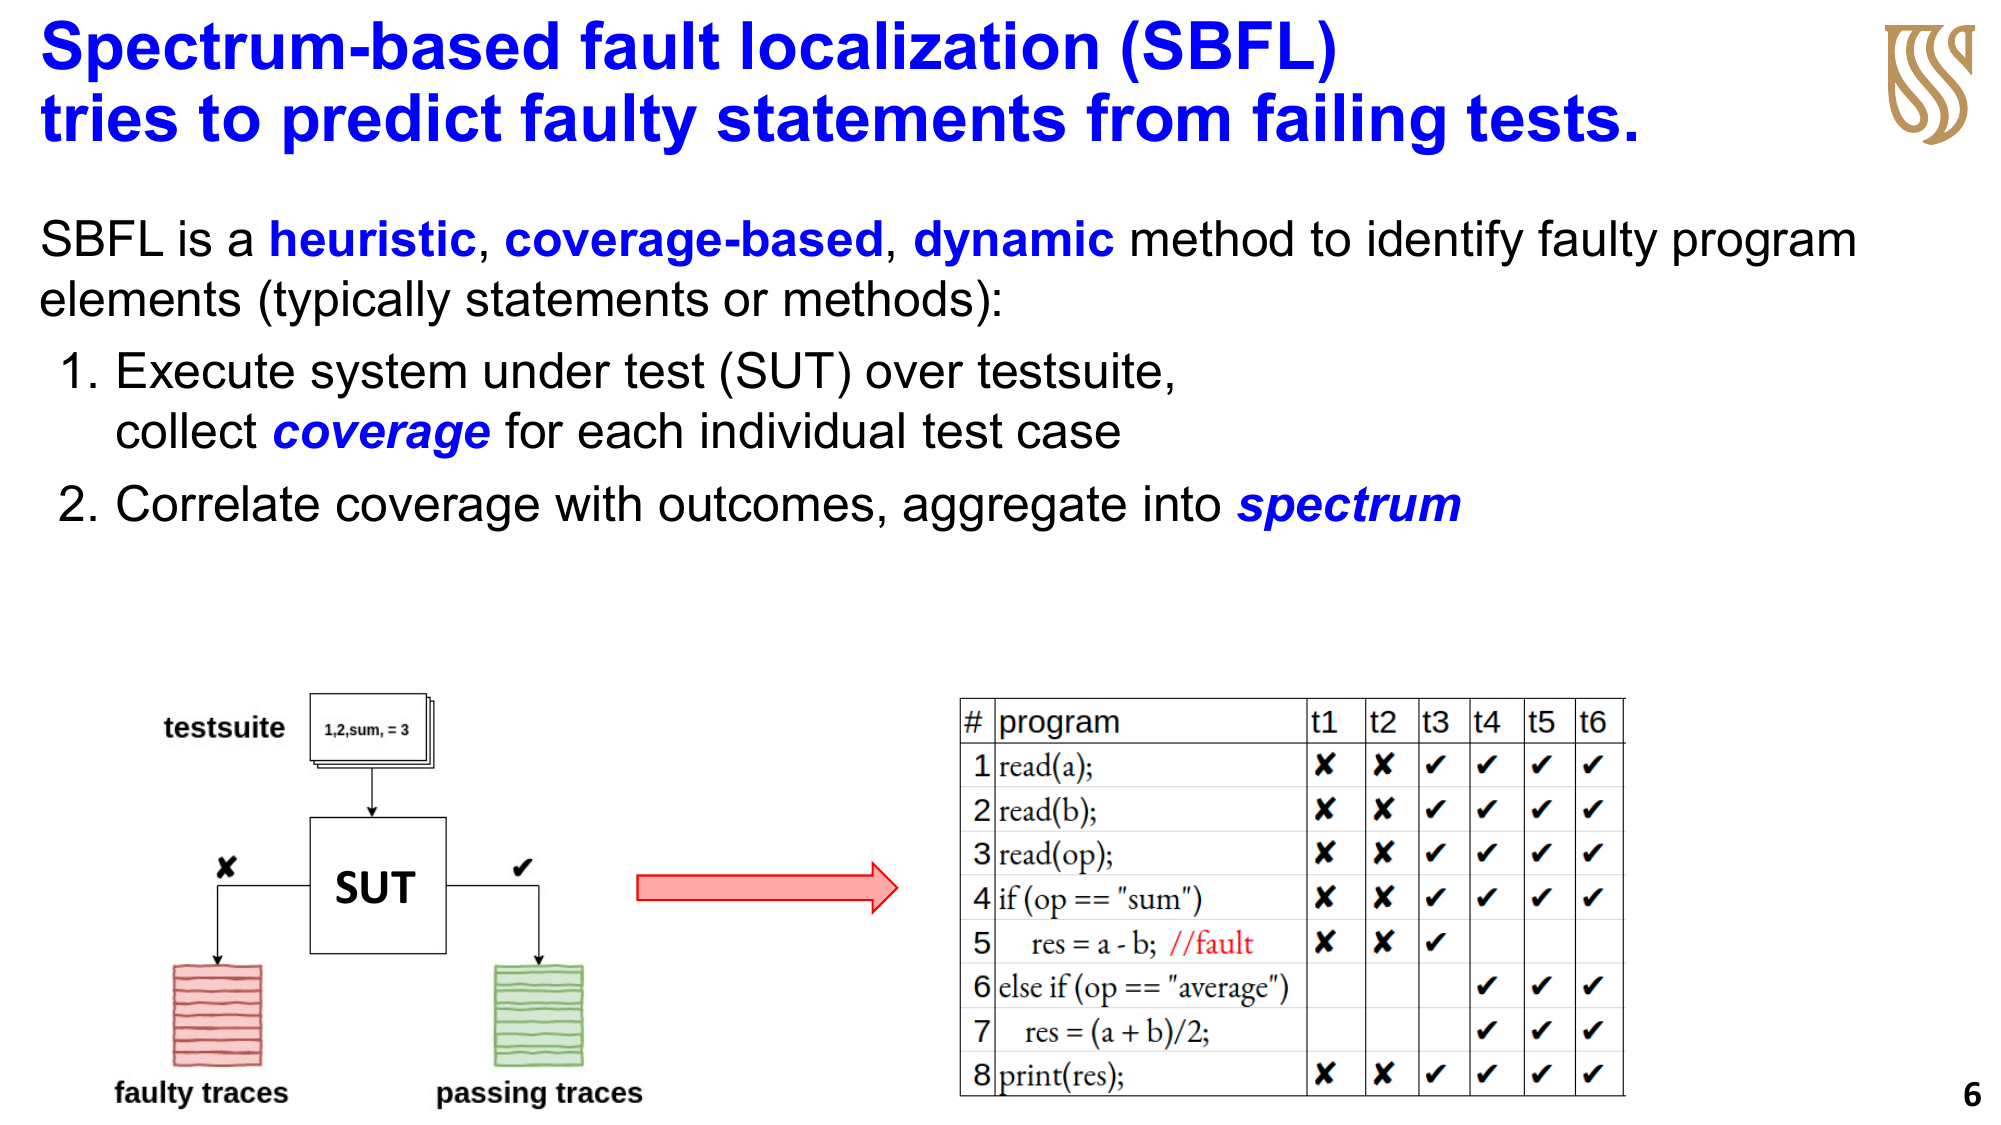 Spectrum-based fault localization (SBFL)
tries to predict faulty statements from failing tests.
SBFL is a heuristic, coverage-based, dynamic method to identify faulty program
elements (typically statements or methods):
1. Execute system under test (SUT) over testsuite,
collect coverage for each individual test case
2. Correlate coverage with outcomes, aggregate into spectrum
testsuite
1,2,sum, = 3
✘ ✔
SUT
faulty traces
passing traces
# program t1 t2 t3 t4 t5 t6
1 read(a); ✘ ✘ ✔ ✔ ✔ ✔
2 read(b); ✘ ✘ ✔ ✔ ✔ ✔
3 read(op); ✘ ✘ ✔ ✔ ✔ ✔
4 if (op == "sum") ✘ ✘ ✔ ✔ ✔ ✔
5 res = a - b; //fault ✘ ✘ ✔
6 else if (op == "average") ✔ ✔ ✔
7 res = (a + b)/2; ✔ ✔ ✔
8 print(res); ✘ ✘ ✔ ✔ ✔ ✔
6